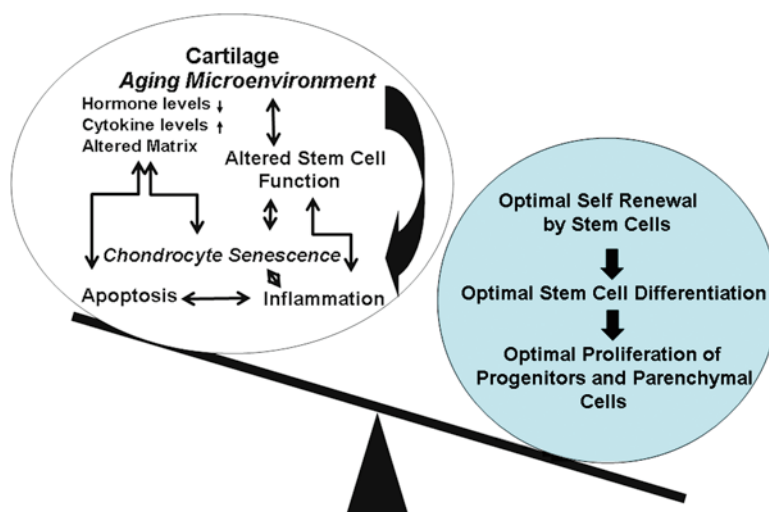 Cartilage
Aging Microenvironment
Hormone levels ↓
Cytokine levels ↑
Altered Matrix
Altered Stem Cell
Function
Chondrocyte Senescence
Apoptosis
Inflammation
Optimal Self Renewal
by Stem Cells
Optimal Stem Cell Differentiation
Optimal Proliferation of
Progenitors and Parenchymal
Cells